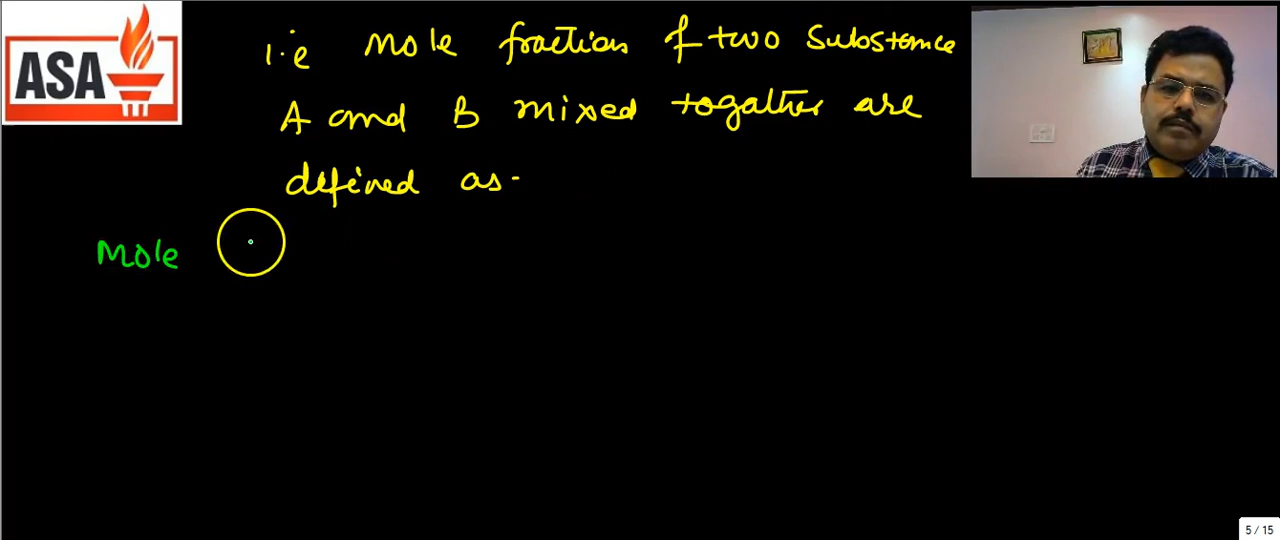 ASA
i.e Mole fraction of two Substance
A and B mixed togather are
defined as-
Mole
5 / 15